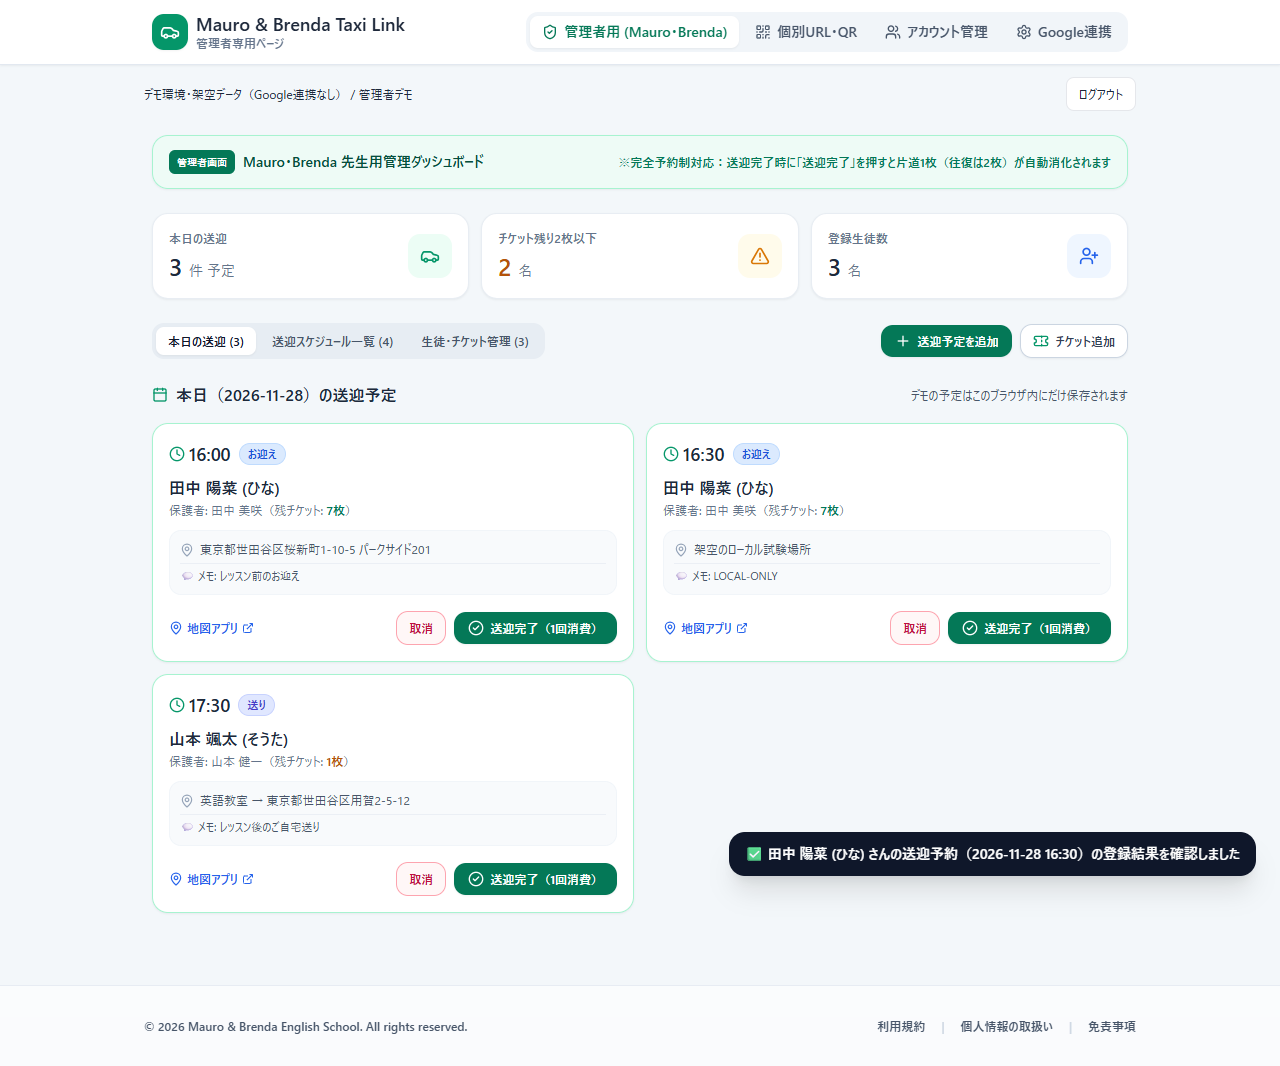 Mauro & Brenda Taxi Link
管理者専用ページ
管理者用 (Mauro・Brenda)
個別URL・QR
アカウント管理
Google連携
デモ環境・架空データ（Google連携なし） / 管理者デモ
ログアウト
管理者画面
Mauro・Brenda 先生用管理ダッシュボード
※完全予約制対応：送迎完了時に「送迎完了」を押すと片道1枚（往復は2枚）が自動消化されます
本日の送迎
3 件 予定
チケット残り2枚以下
2 名
登録生徒数
3 名
本日の送迎 (3)
送迎スケジュール一覧 (4)
生徒・チケット管理 (3)
送迎予定を追加
チケット追加
本日（2026-11-28）の送迎予定
デモの予定はこのブラウザ内にだけ保存されます
16:00 お迎え
田中 陽菜 (ひな)
保護者: 田中 美咲（残チケット: 7枚）
東京都世田谷区桜新町1-10-5 パークサイド201
メモ: レッスン前のお迎え
地図アプリ
取消
送迎完了（1回消費）
16:30 お迎え
田中 陽菜 (ひな)
保護者: 田中 美咲（残チケット: 7枚）
架空のローカル試験場所
メモ: LOCAL-ONLY
地図アプリ
取消
送迎完了（1回消費）
17:30 送り
山本 颯太 (そうた)
保護者: 山本 健一（残チケット: 1枚）
英語教室 → 東京都世田谷区用賀2-5-12
メモ: レッスン後のご自宅送り
地図アプリ
取消
送迎完了（1回消費）
✅ 田中 陽菜 (ひな) さんの送迎予約（2026-11-28 16:30）の登録結果を確認しました
© 2026 Mauro & Brenda English School. All rights reserved.
利用規約 | 個人情報の取扱い | 免責事項